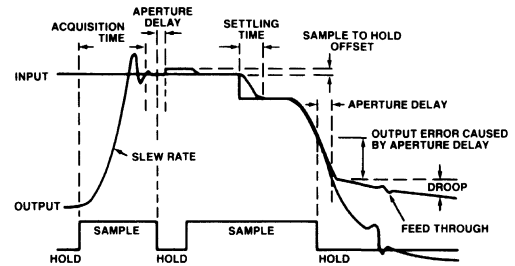 ACQUISITION
TIME
APERTURE
DELAY
SETTLING
TIME
SAMPLE TO HOLD
OFFSET
INPUT
APERTURE DELAY
OUTPUT ERROR CAUSED
BY APERTURE DELAY
SLEW RATE
DROOP
OUTPUT
FEED THROUGH
SAMPLE
SAMPLE
HOLD
HOLD
HOLD